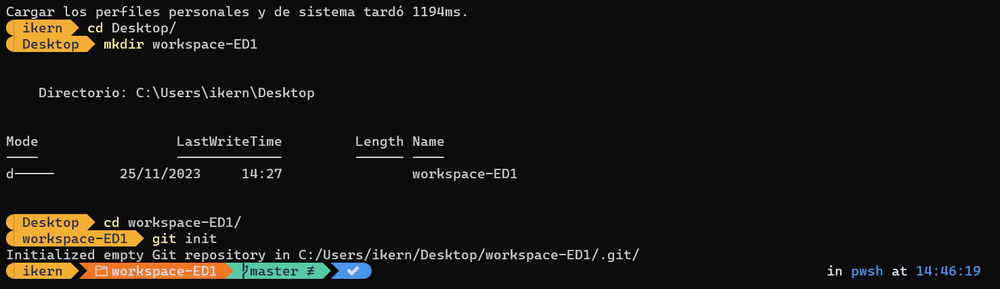 Cargar los perfiles personales y de sistema tardó 1194ms.
ikern cd Desktop/
Desktop mkdir workspace-ED1
Directorio: C:\Users\ikern\Desktop
Mode LastWriteTime Length Name
---- ------------- ------ ----
d----- 25/11/2023 14:27 workspace-ED1
Desktop cd workspace-ED1/
workspace-ED1 git init
Initialized empty Git repository in C:/Users/ikern/Desktop/workspace-ED1/.git/
ikern workspace-ED1 master ≢ ✔ in pwsh at 14:46:19